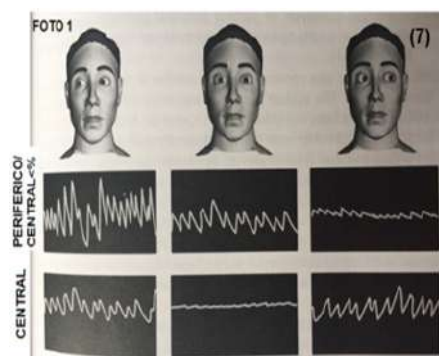 FOTO 1
(7)
PERIFERICO/
CENTRAL<%
CENTRAL